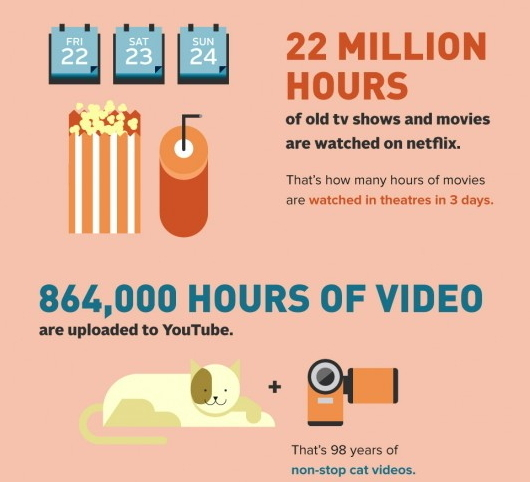 FRI
22
SAT
23
SUN
24
22 MILLION
HOURS
of old tv shows and movies
are watched on netflix.
That's how many hours of movies
are watched in theatres in 3 days.
864,000 HOURS OF VIDEO
are uploaded to YouTube.
+
That's 98 years of
non-stop cat videos.